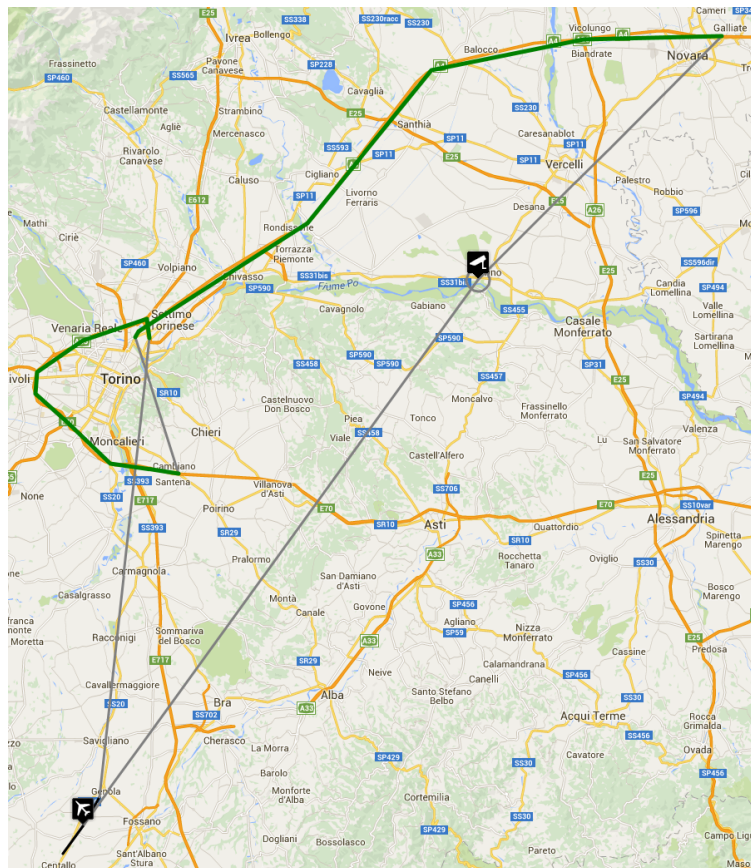 E25
SS338
SS230racc
SS230
Vicolungo
A4
Cameri
Galliate
Frassinetto
Ivrea
Bollengo
Pavone
Canavese
SS565
SP228
Balocco
Biandrate
Novara
SP460
Cavaglià
Castellamonte
Strambino
E25
Santhià
SS230
Agliè
Mercenasco
SS593
SP11
Caresanablot
Rivarolo
Canavese
SP11
E25
SP11
Vercelli
Cigliano
Caluso
SP11
Livorno
Ferraris
Palestro
Robbio
E612
Desana
A26
SP596
Mathi
Rondissone
Ciriè
SP460
Torrazza
Piemonte
Volpiano
SS31bis
Chivasso
SP590
Fiume Po
E25
SS596dir
Candia
Lomellina
SP494
Gabiano
SS455
Valle
Lomellina
Venaria Reale
Settimo
Torinese
Cavagnolo
Casale
Monferrato
Sartirana
Lomellina
SP590
SS458
SP590
SP590
SP31
Torino
SR10
SS457
E25
Castelnuovo
Don Bosco
Moncalvo
SP494
Frassinello
Monferrato
Piea
Tonco
Valenza
Chieri
Viale
SS458
Moncalieri
Lu
San Salvatore
Monferrato
Castell'Alfero
E25
Cambiano
Santena
SS393
SS20
None
E717
Villanova
d'Asti
SS706
Poirino
E70
E70
SS10var
SS393
SR10
Asti
Quattordio
Alessandria
SR29
SR10
Spinetta
Marengo
Pralormo
A33
Rocchetta
Tanaro
Oviglio
SS30
Carmagnola
San Damiano
d'Asti
Bosco
Marengo
Casalgrasso
Montà
Govone
SP456
Canale
Agliano
SP59
Nizza
Monferrato
Moretta
Racconigi
Sommariva
del Bosco
A33
Cassine
E25
Predosa
E717
SR29
Neive
Calamandrana
Canelli
SP456
Cavallermaggiore
Alba
Santo Stefano
Belbo
SS30
SS20
Bra
A33
SS702
Acqui Terme
Rocca
Grimalda
Savigliano
Cherasco
La Morra
SP429
SS30
SS456
Ovada
Cavatore
Barolo
SP456
Genola
Monforte
d'Alba
Cortemilia
Fossano
Dogliani
Bossolasco
SP429
SS30
Centallo
Sant'Albano
Stura
Pareto